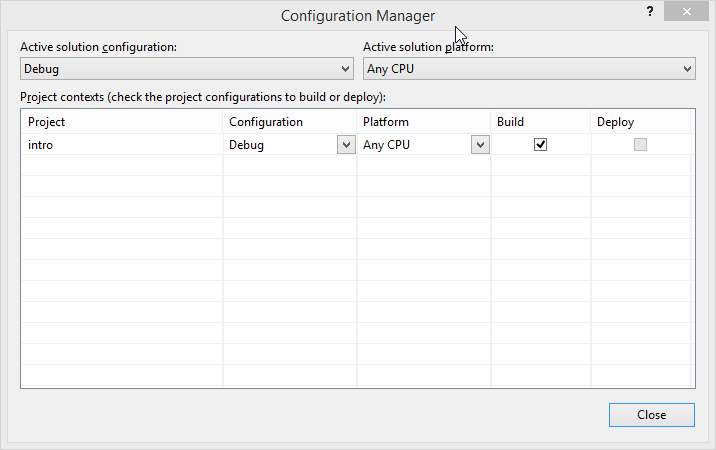 Configuration Manager
?
Active solution configuration: Active solution platform:
Debug Any CPU
Project contexts (check the project configurations to build or deploy):
Project Configuration Platform Build Deploy
intro Debug Any CPU
Close